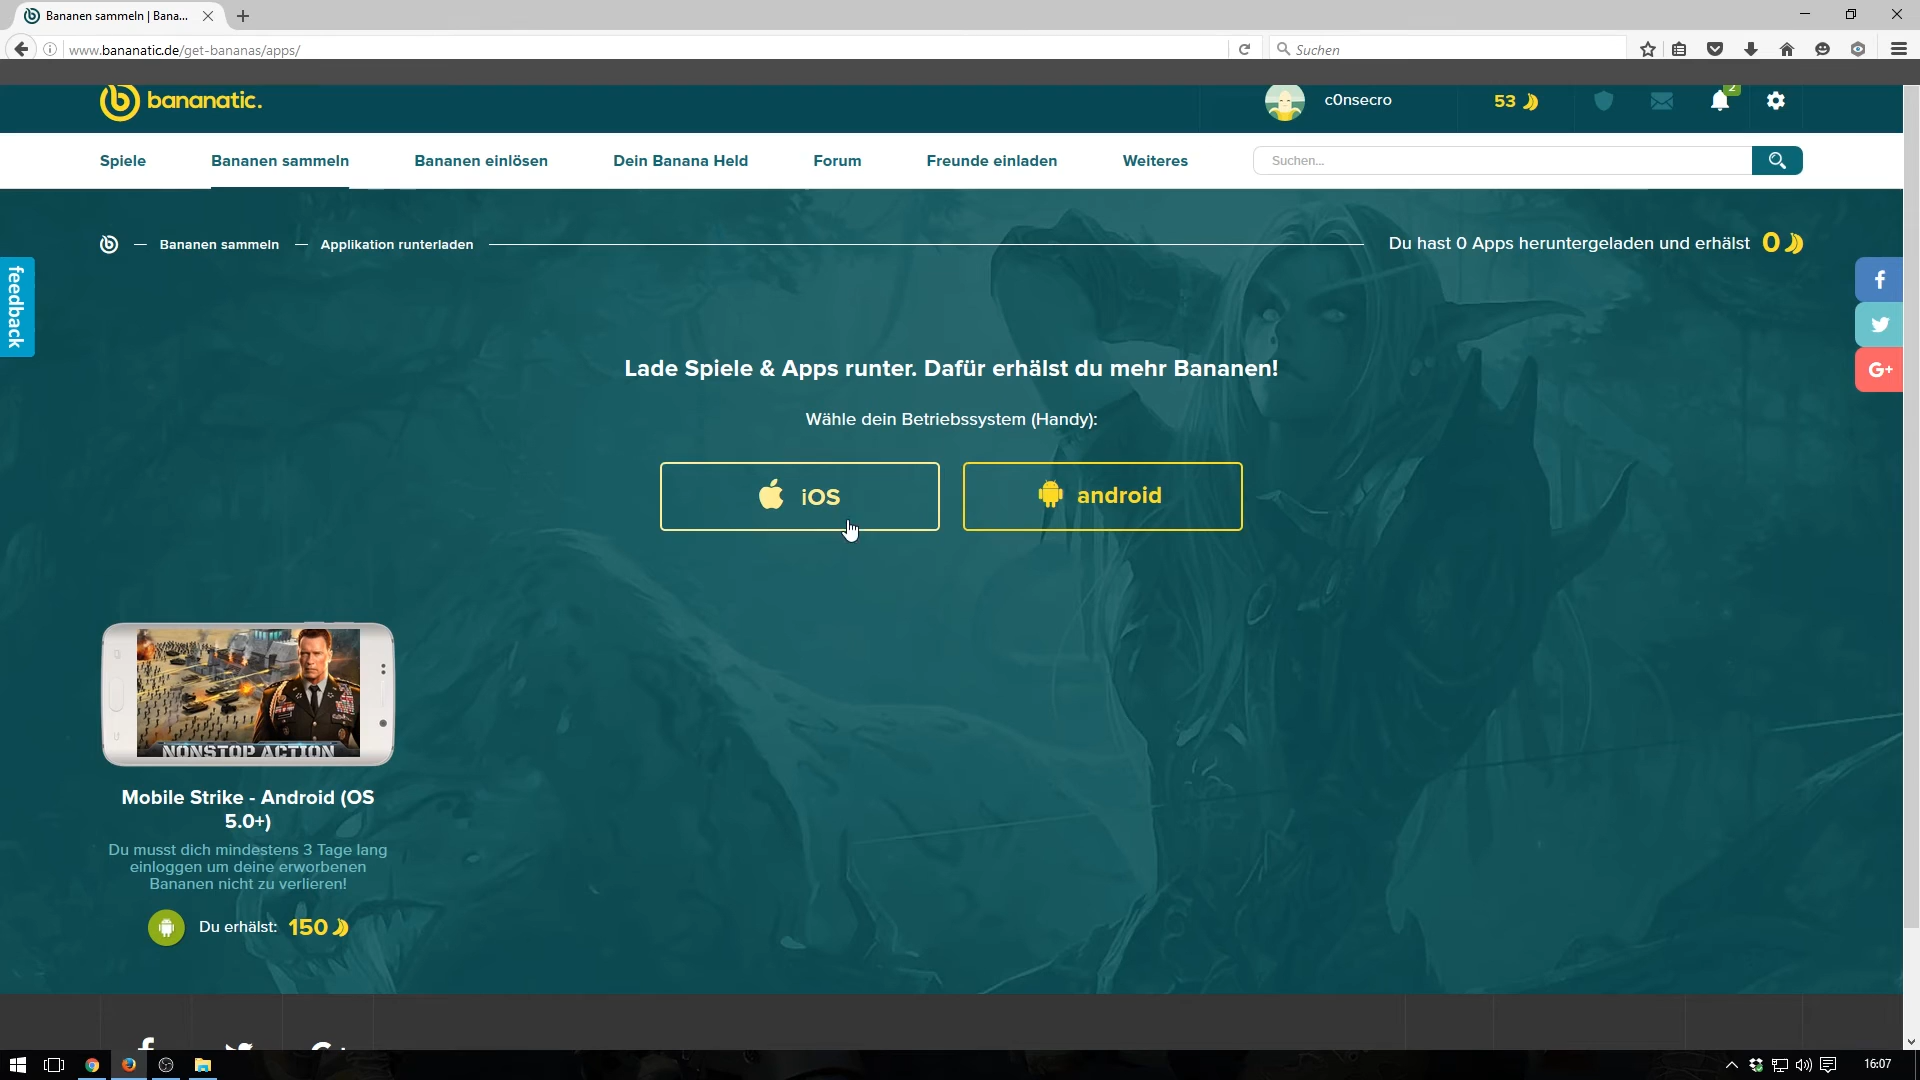 Bananen sammeln | Bana...
www.bananatic.de/get-bananas/apps/
Suchen
bananatic.
c0nsecro
53
2
Spiele
Bananen sammeln
Bananen einlösen
Dein Banana Held
Forum
Freunde einladen
Weiteres
Suchen...
Bananen sammeln
Applikation runterladen
Du hast 0 Apps heruntergeladen und erhälst 0
feedback
G+
Lade Spiele & Apps runter. Dafür erhälst du mehr Bananen!
Wähle dein Betriebssystem (Handy):
iOS
android
NONSTOP ACTION
Mobile Strike - Android (OS
5.0+)
Du musst dich mindestens 3 Tage lang
einloggen um deine erworbenen
Bananen nicht zu verlieren!
Du erhälst: 150
16:07